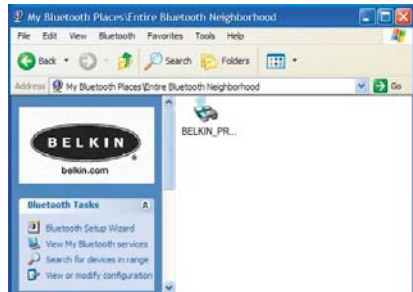 My Bluetooth Places\Entire Bluetooth Neighborhood
File Edit View Bluetooth Favorites Tools Help
Back Search Folders
Address My Bluetooth Places\Entire Bluetooth Neighborhood Go
BELKIN
belkin.com
BELKIN_PR...
Bluetooth Tasks
Bluetooth Setup Wizard
View My Bluetooth services
Search for devices in range
View or modify configuration